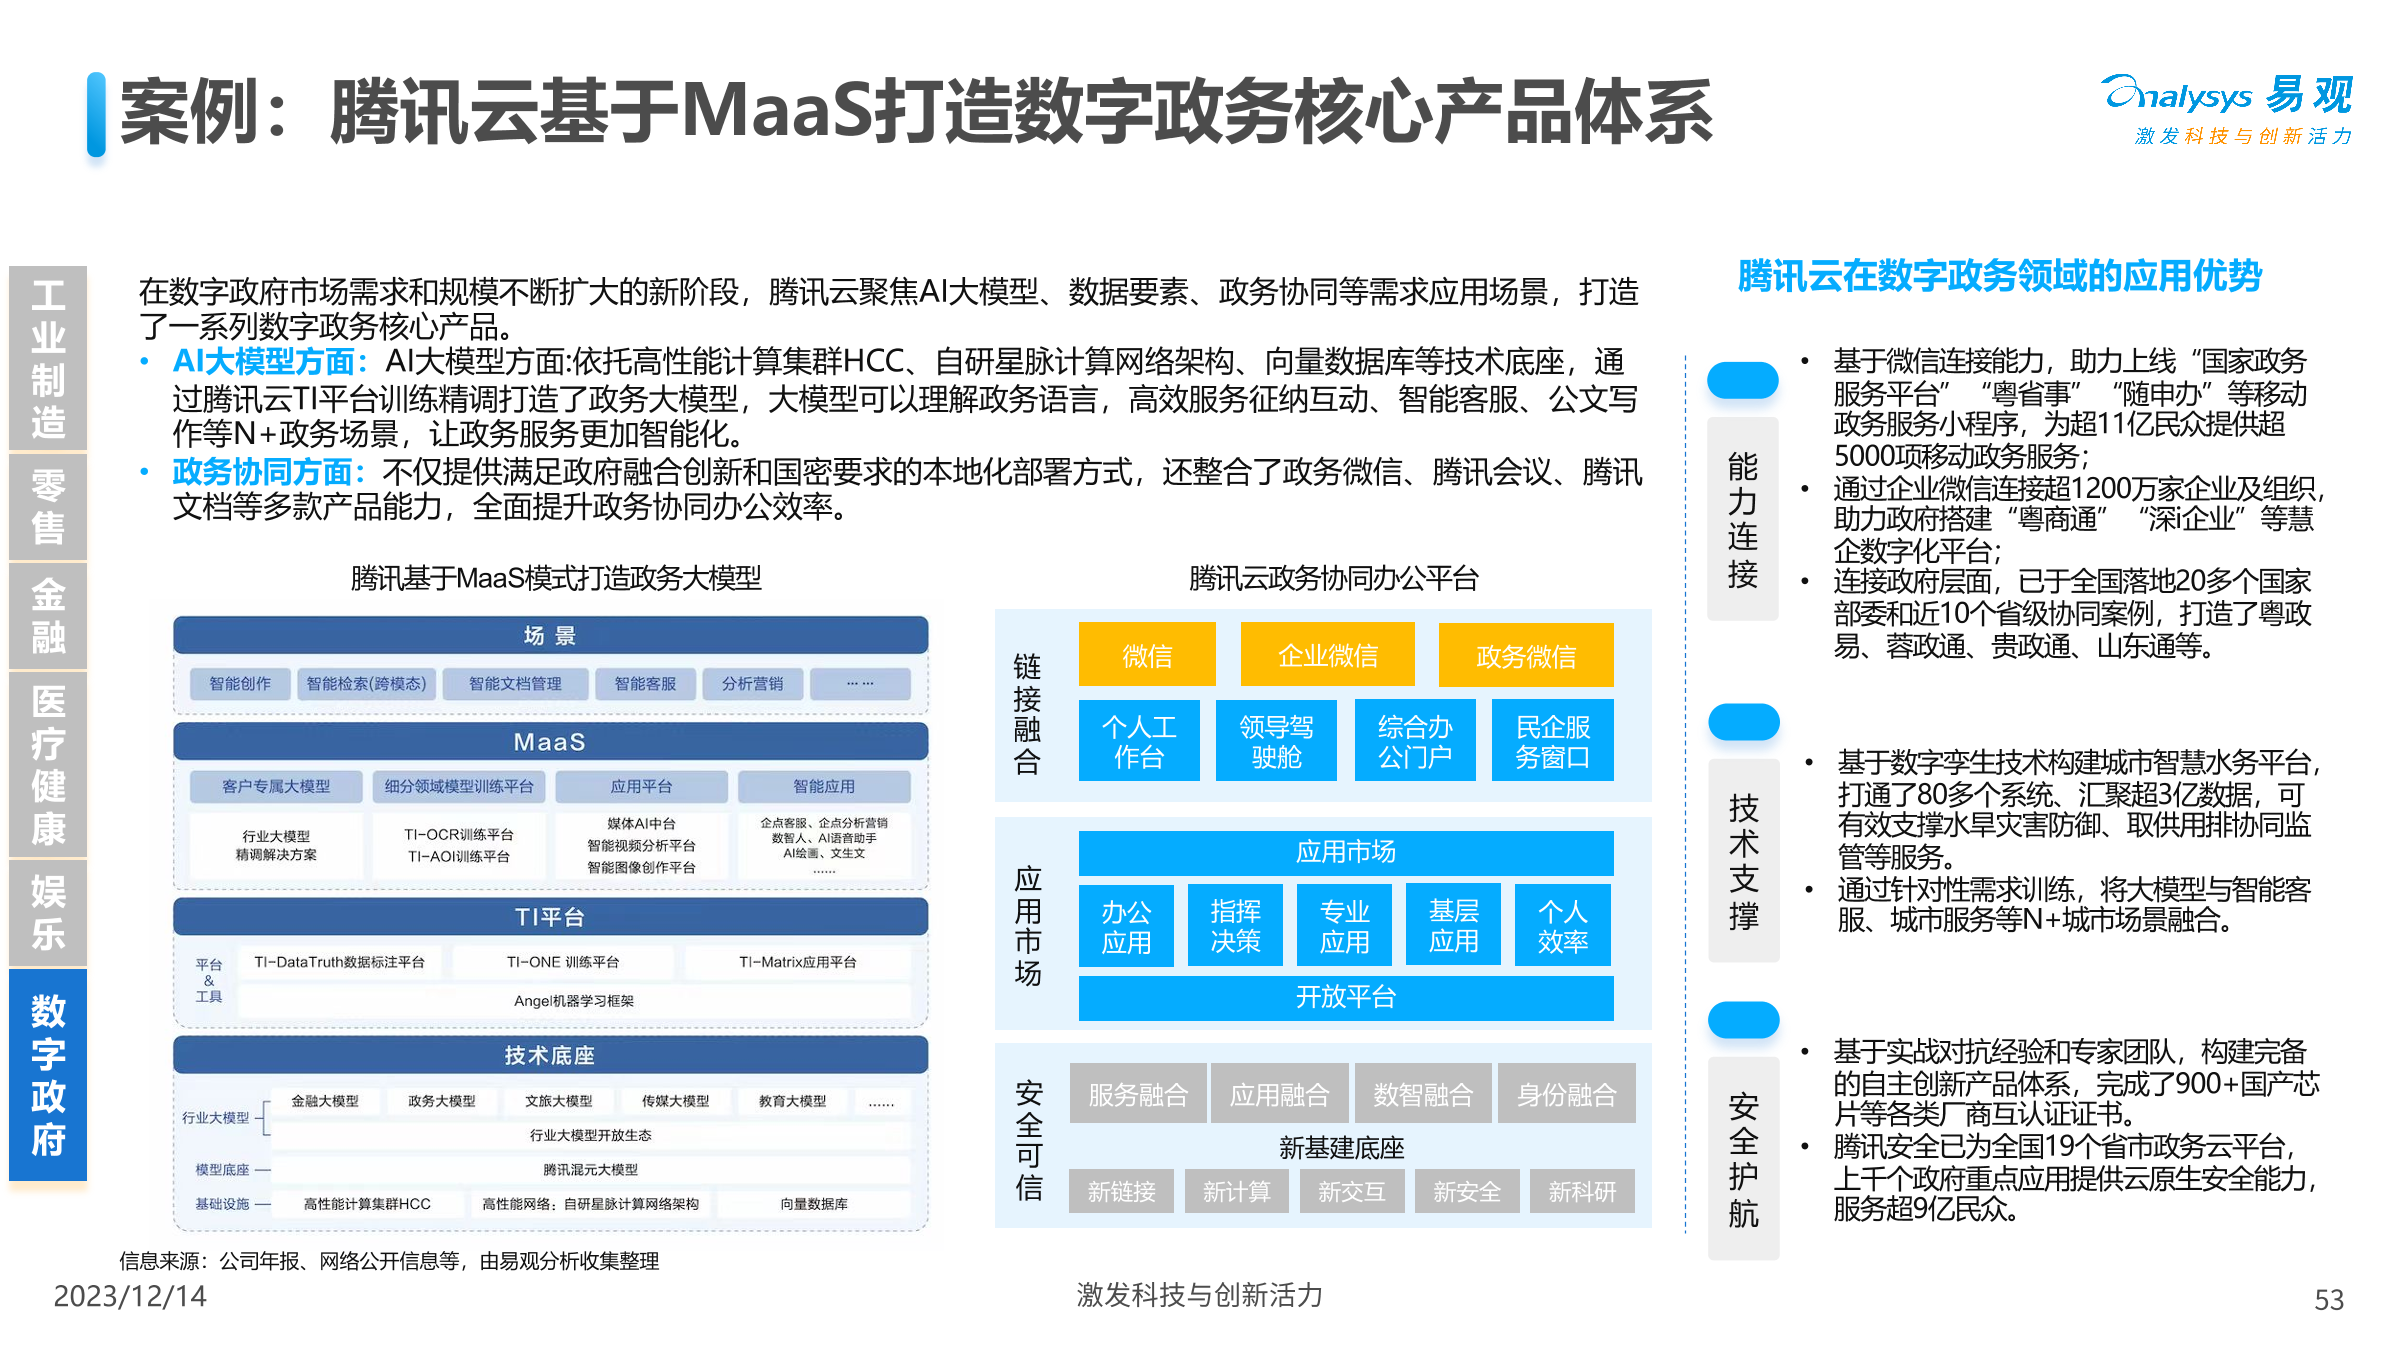 案例：腾讯云基于MaaS打造数字政务核心产品体系
analysys 易观
激发科技与创新活力
工业制造
零售
金融
医疗健康
娱乐
数字政府
在数字政府市场需求和规模不断扩大的新阶段，腾讯云聚焦AI大模型、数据要素、政务协同等需求应用场景，打造
了一系列数字政务核心产品。
• AI大模型方面：AI大模型方面:依托高性能计算集群HCC、自研星脉计算网络架构、向量数据库等技术底座，通
过腾讯云TI平台训练精调打造了政务大模型，大模型可以理解政务语言，高效服务征纳互动、智能客服、公文写
作等N+政务场景，让政务服务更加智能化。
• 政务协同方面：不仅提供满足政府融合创新和国密要求的本地化部署方式，还整合了政务微信、腾讯会议、腾讯
文档等多款产品能力，全面提升政务协同办公效率。
腾讯基于MaaS模式打造政务大模型
场 景
智能创作 智能检索(跨模态) 智能文档管理 智能客服 分析营销 ... ...
MaaS
客户专属大模型 细分领域模型训练平台 应用平台 智能应用
行业大模型
精调解决方案
TI-OCR训练平台
TI-AOI训练平台
媒体AI中台
智能视频分析平台
智能图像创作平台
企点客服、企点分析营销
数智人、AI语音助手
AI绘画、文生文
......
TI平台
平台
&
工具
TI-DataTruth数据标注平台 TI-ONE 训练平台 TI-Matrix应用平台
Angel机器学习框架
技术底座
行业大模型
金融大模型 政务大模型 文旅大模型 传媒大模型 教育大模型 ......
行业大模型开放生态
模型底座 腾讯混元大模型
基础设施 高性能计算集群HCC 高性能网络：自研星脉计算网络架构 向量数据库
腾讯云政务协同办公平台
链接融合
微信 企业微信 政务微信
个人工
作台
领导驾
驶舱
综合办
公门户
民企服
务窗口
应用市场
应用市场
办公
应用
指挥
决策
专业
应用
基层
应用
个人
效率
开放平台
安全可信
服务融合 应用融合 数智融合 身份融合
新基建底座
新链接 新计算 新交互 新安全 新科研
腾讯云在数字政务领域的应用优势
能力连接
• 基于微信连接能力，助力上线“国家政务
服务平台”“粤省事”“随申办”等移动
政务服务小程序，为超11亿民众提供超
5000项移动政务服务；
• 通过企业微信连接超1200万家企业及组织，
助力政府搭建“粤商通”“深i企业”等慧
企数字化平台；
• 连接政府层面，已于全国落地20多个国家
部委和近10个省级协同案例，打造了粤政
易、蓉政通、贵政通、山东通等。
技术支撑
• 基于数字孪生技术构建城市智慧水务平台，
打通了80多个系统、汇聚超3亿数据，可
有效支撑水旱灾害防御、取供用排协同监
管等服务。
• 通过针对性需求训练，将大模型与智能客
服、城市服务等N+城市场景融合。
安全护航
• 基于实战对抗经验和专家团队，构建完备
的自主创新产品体系，完成了900+国产芯
片等各类厂商互认证证书。
• 腾讯安全已为全国19个省市政务云平台，
上千个政府重点应用提供云原生安全能力，
服务超9亿民众。
信息来源：公司年报、网络公开信息等，由易观分析收集整理
2023/12/14
激发科技与创新活力
53